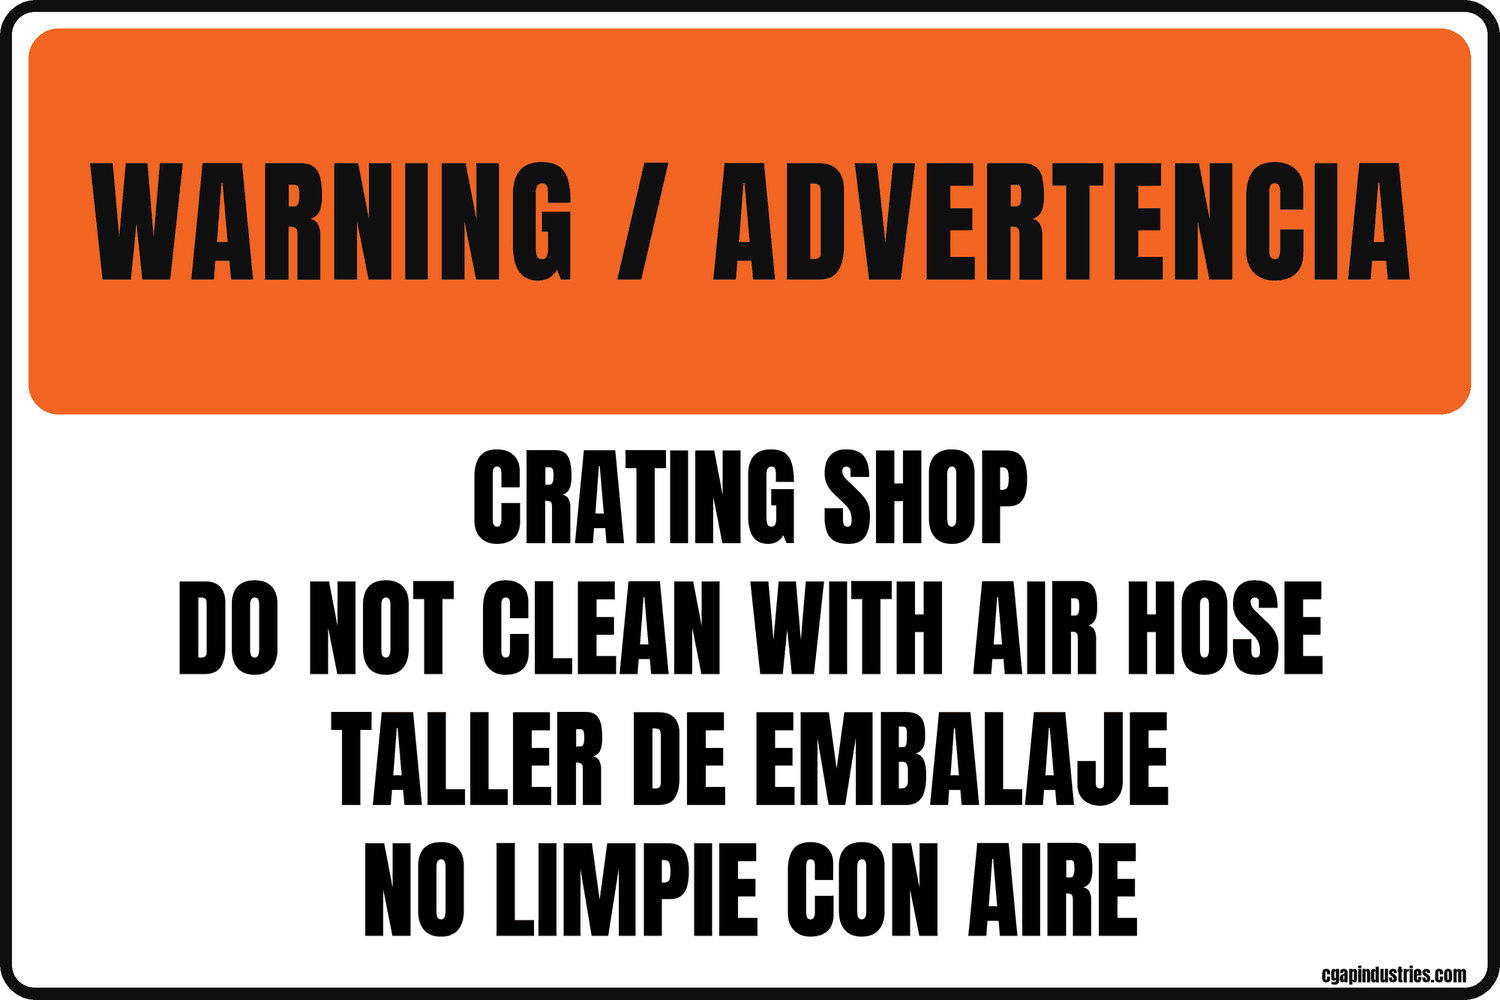 WARNING / ADVERTENCIA
CRATING SHOP
DO NOT CLEAN WITH AIR HOSE
TALLER DE EMBALAJE
NO LIMPIE CON AIRE
cgapindustries.com